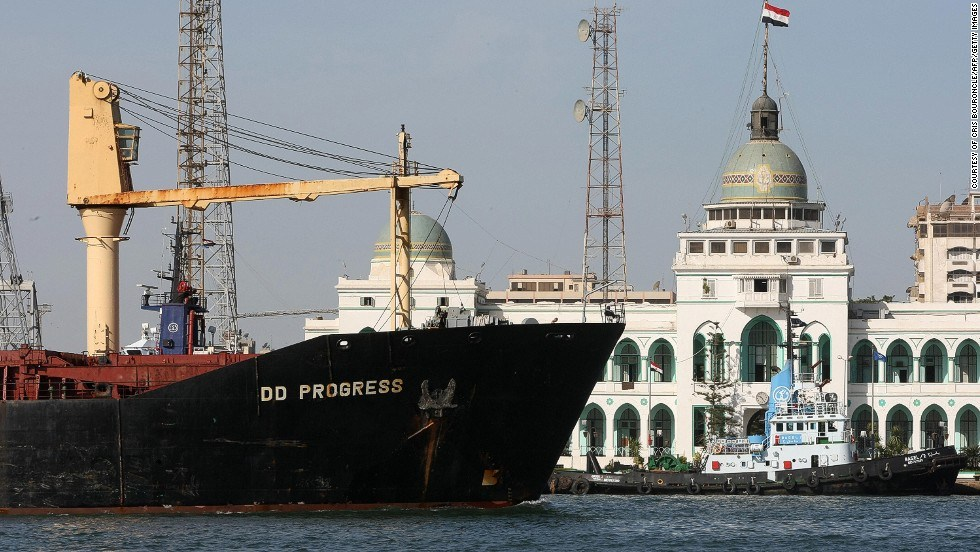 DD PROGRESS
COURTESY OF CRIS BOURONCLE/AFP/GETTY IMAGES